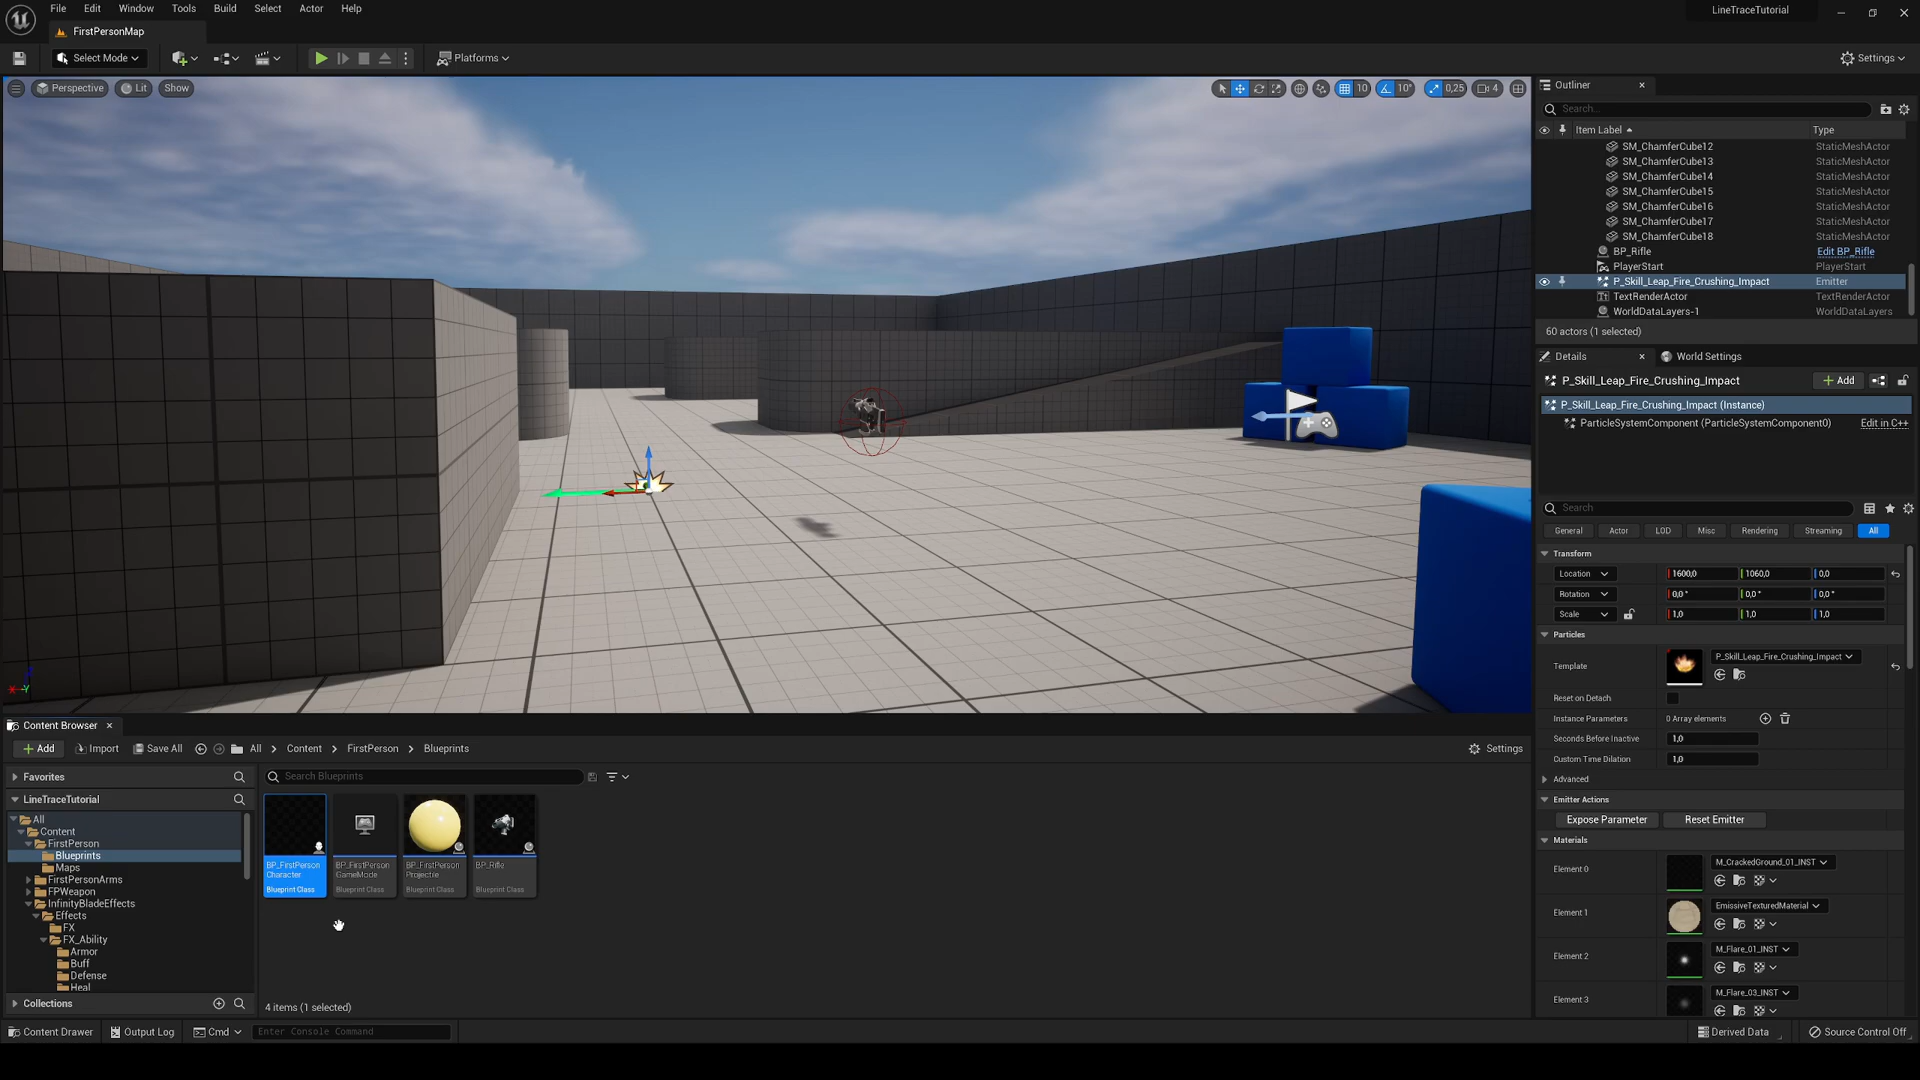 File Edit Window Tools Build Select Actor Help
LineTraceTutorial
FirstPersonMap
Select Mode
Platforms
Settings
Perspective Lit Show
10 10° 0,25 4
Outliner
Search...
Item Label Type
SM_ChamferCube12 StaticMeshActor
SM_ChamferCube13 StaticMeshActor
SM_ChamferCube14 StaticMeshActor
SM_ChamferCube15 StaticMeshActor
SM_ChamferCube16 StaticMeshActor
SM_ChamferCube17 StaticMeshActor
SM_ChamferCube18 StaticMeshActor
BP_Rifle Edit BP_Rifle
PlayerStart PlayerStart
P_Skill_Leap_Fire_Crushing_Impact Emitter
TextRenderActor TextRenderActor
WorldDataLayers-1 WorldDataLayers
60 actors (1 selected)
Details World Settings
P_Skill_Leap_Fire_Crushing_Impact Add
P_Skill_Leap_Fire_Crushing_Impact (Instance)
ParticleSystemComponent (ParticleSystemComponent0) Edit in C++
Search
General Actor LOD Misc Rendering Streaming All
Transform
Location 1600,0 1060,0 0,0
Rotation 0,0 ° 0,0 ° 0,0 °
Scale 1,0 1,0 1,0
Particles
Template P_Skill_Leap_Fire_Crushing_Impact
Reset on Detach
Instance Parameters 0 Array elements
Seconds Before Inactive 1,0
Custom Time Dilation 1,0
Advanced
Emitter Actions
Expose Parameter Reset Emitter
Materials
Element 0 M_CrackedGround_01_INST
Element 1 EmissiveTexturedMaterial
Element 2 M_Flare_01_INST
Element 3 M_Flare_03_INST
Content Browser
Add Import Save All All Content FirstPerson Blueprints Settings
Favorites
Search Blueprints
LineTraceTutorial
All
Content
FirstPerson
Blueprints
Maps
FirstPersonArms
FPWeapon
InfinityBladeEffects
Effects
FX
FX_Ability
Armor
Buff
Defense
Heal
Collections
BP_FirstPerson
Character
Blueprint Class
BP_FirstPerson
GameMode
Blueprint Class
BP_FirstPerson
Projectile
Blueprint Class
BP_Rifle
Blueprint Class
4 items (1 selected)
Content Drawer Output Log Cmd Enter Console Command Derived Data Source Control Off